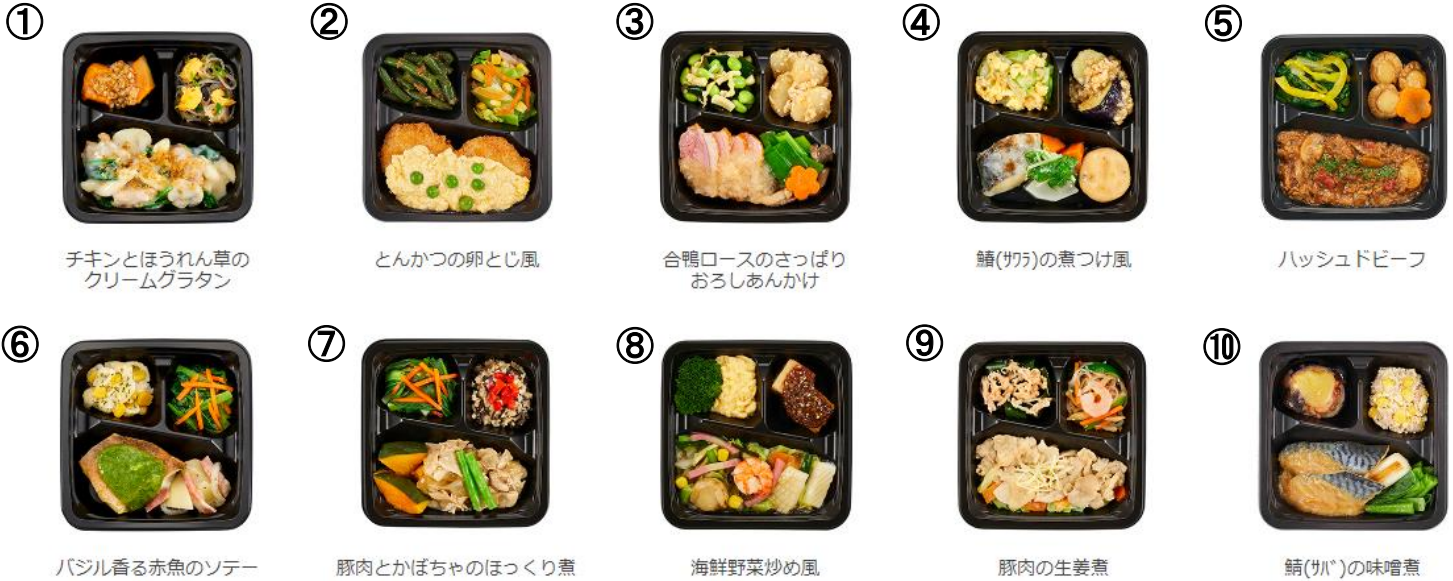 ① ② ③ ④ ⑤
チキンとほうれん草の
クリームグラタン
とんかつの卵とじ風
合鴨ロースのさっぱり
おろしあんかけ
鰆(ｻﾜﾗ)の煮つけ風
ハッシュドビーフ
⑥ ⑦ ⑧ ⑨ ⑩
バジル香る赤魚のソテー
豚肉とかぼちゃのほっくり煮
海鮮野菜炒め風
豚肉の生姜煮
鯖(ｻﾊﾞ)の味噌煮